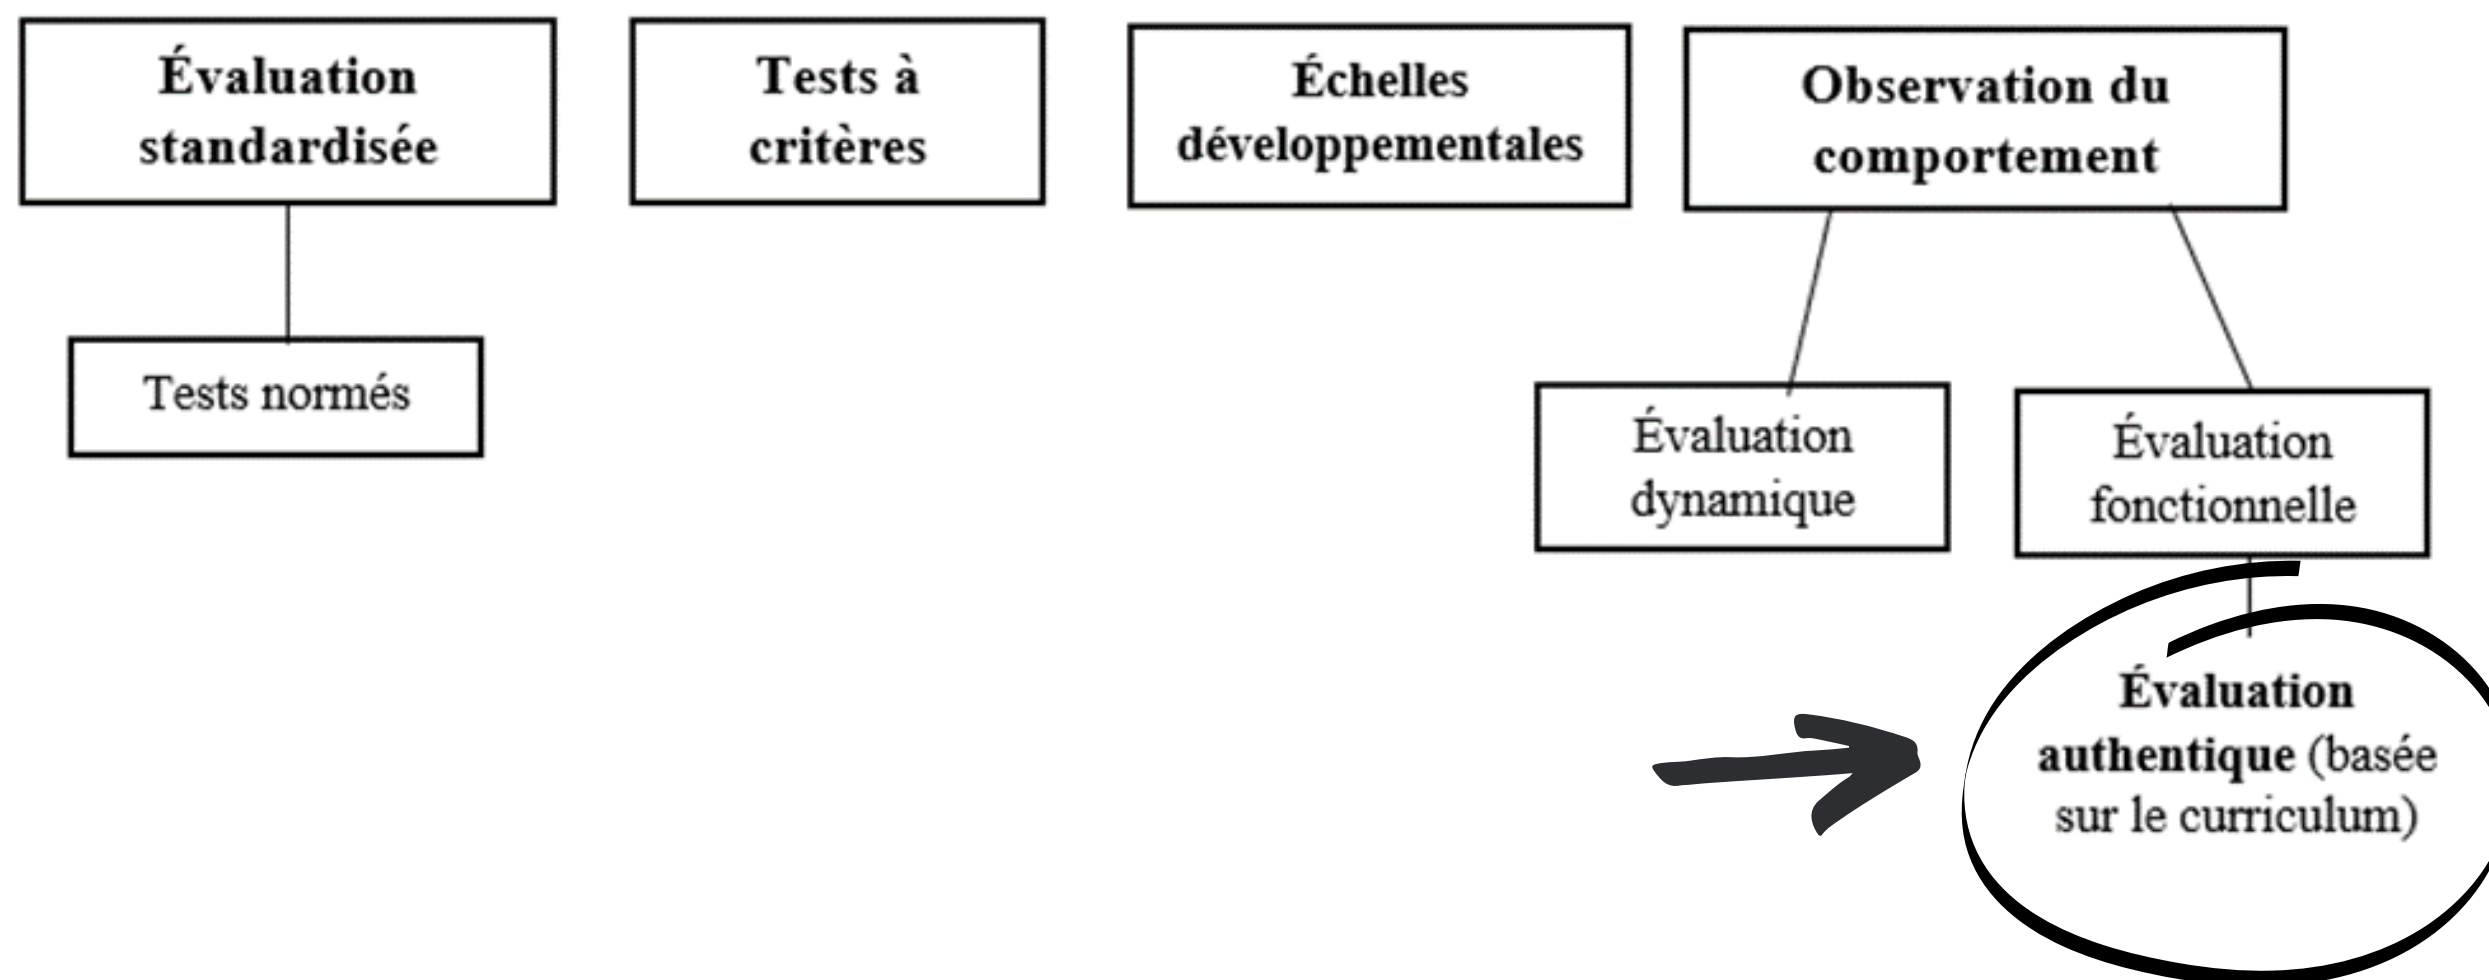 Évaluation
standardisée
Tests à
critères
Échelles
développementales
Observation du
comportement
Tests normés
Évaluation
dynamique
Évaluation
fonctionnelle
Évaluation
authentique (basée
sur le curriculum)